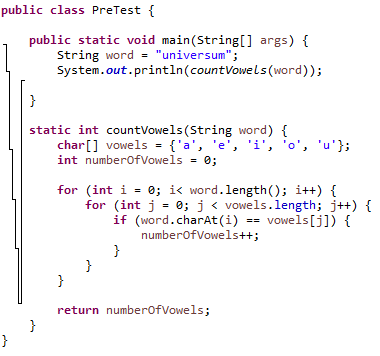 public class PreTest {
public static void main(String[] args) {
String word = "universum";
System.out.println(countVowels(word));
}
static int countVowels(String word) {
char[] vowels = {'a', 'e', 'i', 'o', 'u'};
int numberOfVowels = 0;
for (int i = 0; i< word.length(); i++) {
for (int j = 0; j < vowels.length; j++) {
if (word.charAt(i) == vowels[j]) {
numberOfVowels++;
}
}
}
return numberOfVowels;
}
}